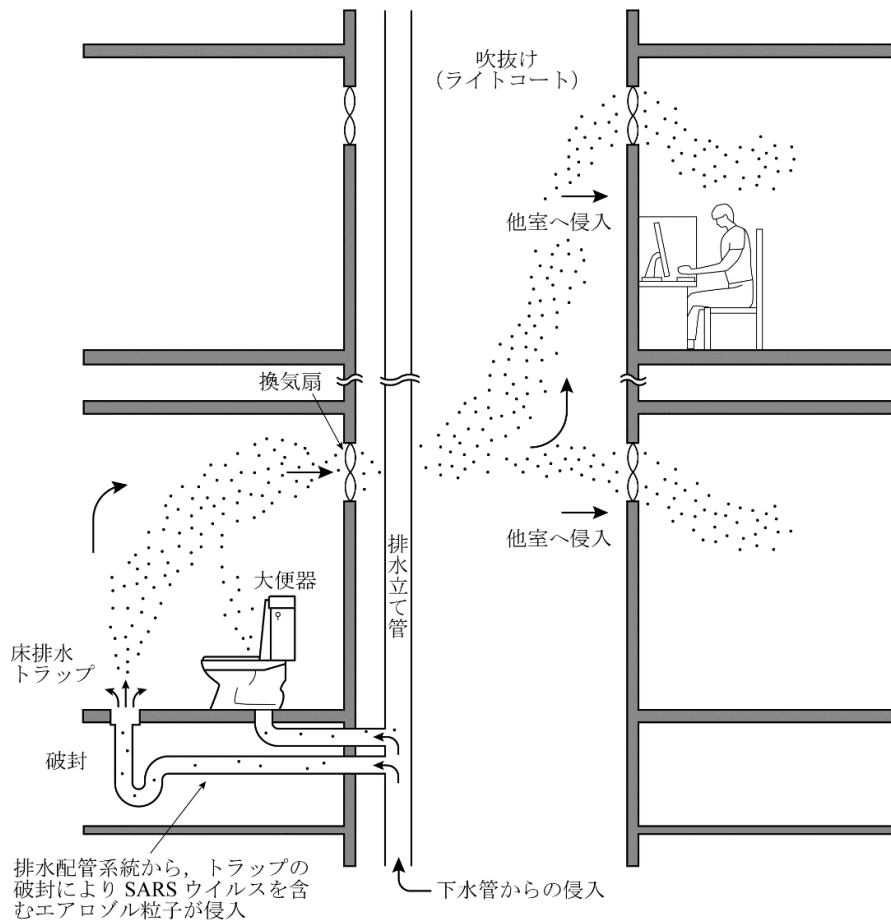 吹抜け
（ライトコート）
他室へ侵入
換気扇
他室へ侵入
排水立て管
大便器
床排水
トラップ
破封
排水配管系統から，トラップの
破封により SARS ウイルスを含
むエアロゾル粒子が侵入
下水管からの侵入